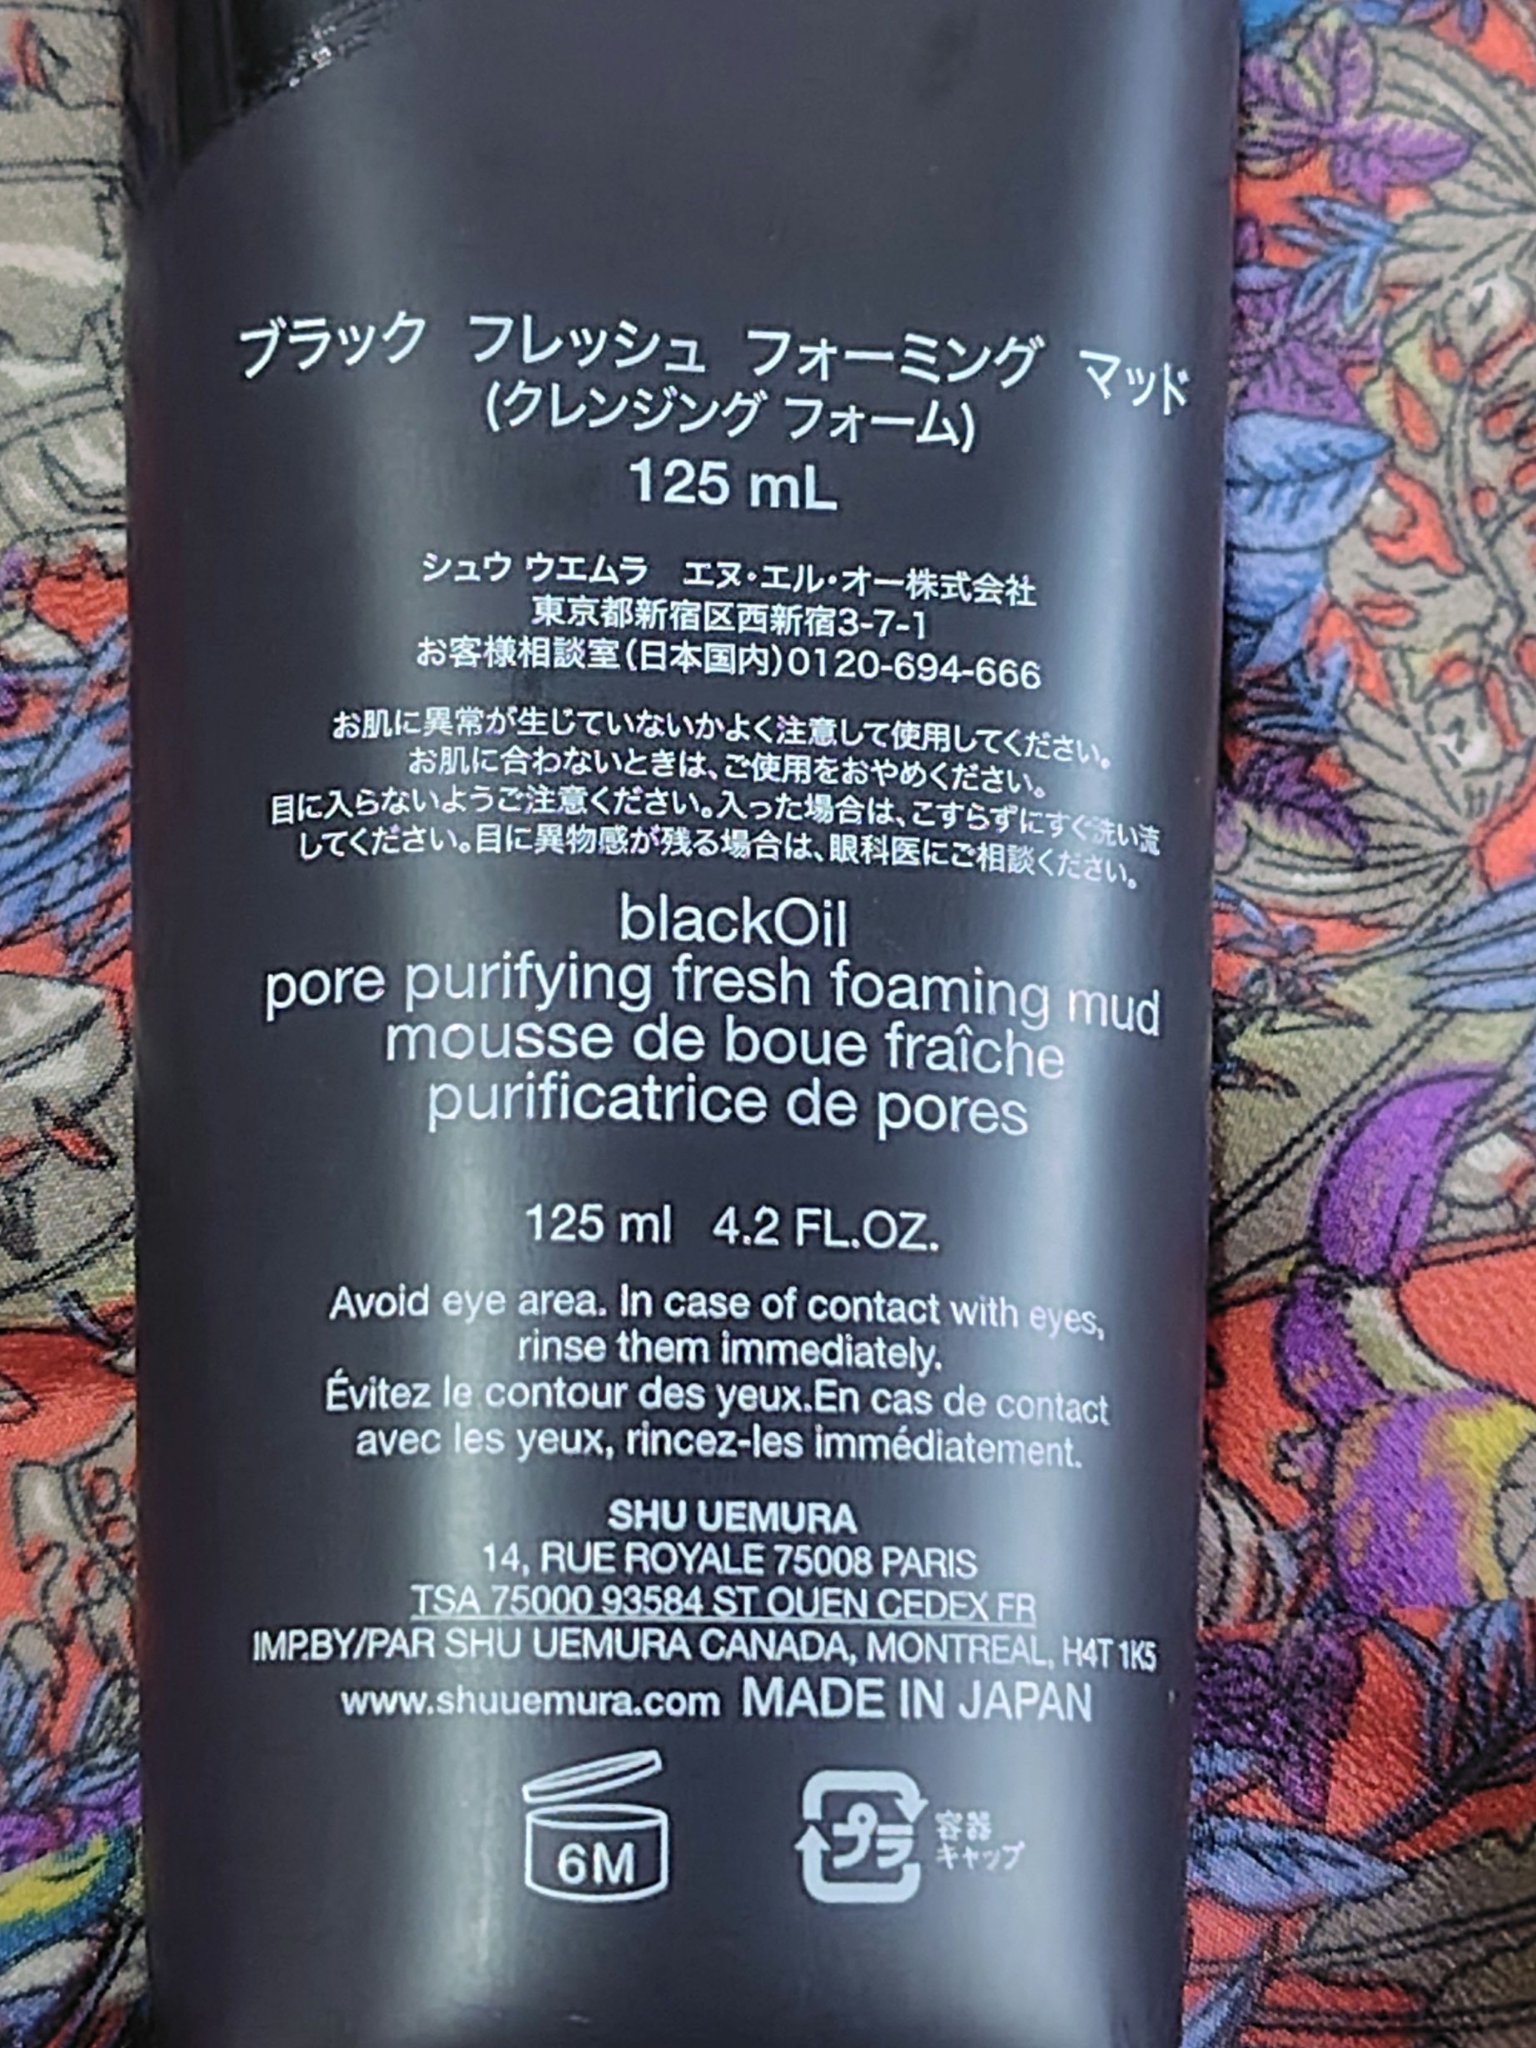 ブラック フレッシュ フォーミング マッド
(クレンジング フォーム)
125 mL
シュウ ウエムラ エヌ・エル・オー株式会社
東京都新宿区西新宿3-7-1
お客様相談室(日本国内)0120-694-666
お肌に異常が生じていないかよく注意して使用してください。
お肌に合わないときは、ご使用をおやめください。
目に入らないようご注意ください。入った場合は、こすらずにすぐ洗い流
してください。目に異物感が残る場合は、眼科医にご相談ください。
blackOil
pore purifying fresh foaming mud
mousse de boue fraîche
purificatrice de pores
125 ml 4.2 FL.OZ.
Avoid eye area. In case of contact with eyes,
rinse them immediately.
Évitez le contour des yeux.En cas de contact
avec les yeux, rincez-les immédiatement.
SHU UEMURA
14, RUE ROYALE 75008 PARIS
TSA 75000 93584 ST OUEN CEDEX FR
IMP.BY/PAR SHU UEMURA CANADA, MONTREAL, H4T 1K5
www.shuuemura.com MADE IN JAPAN
6M
プラ 容器
キャップ